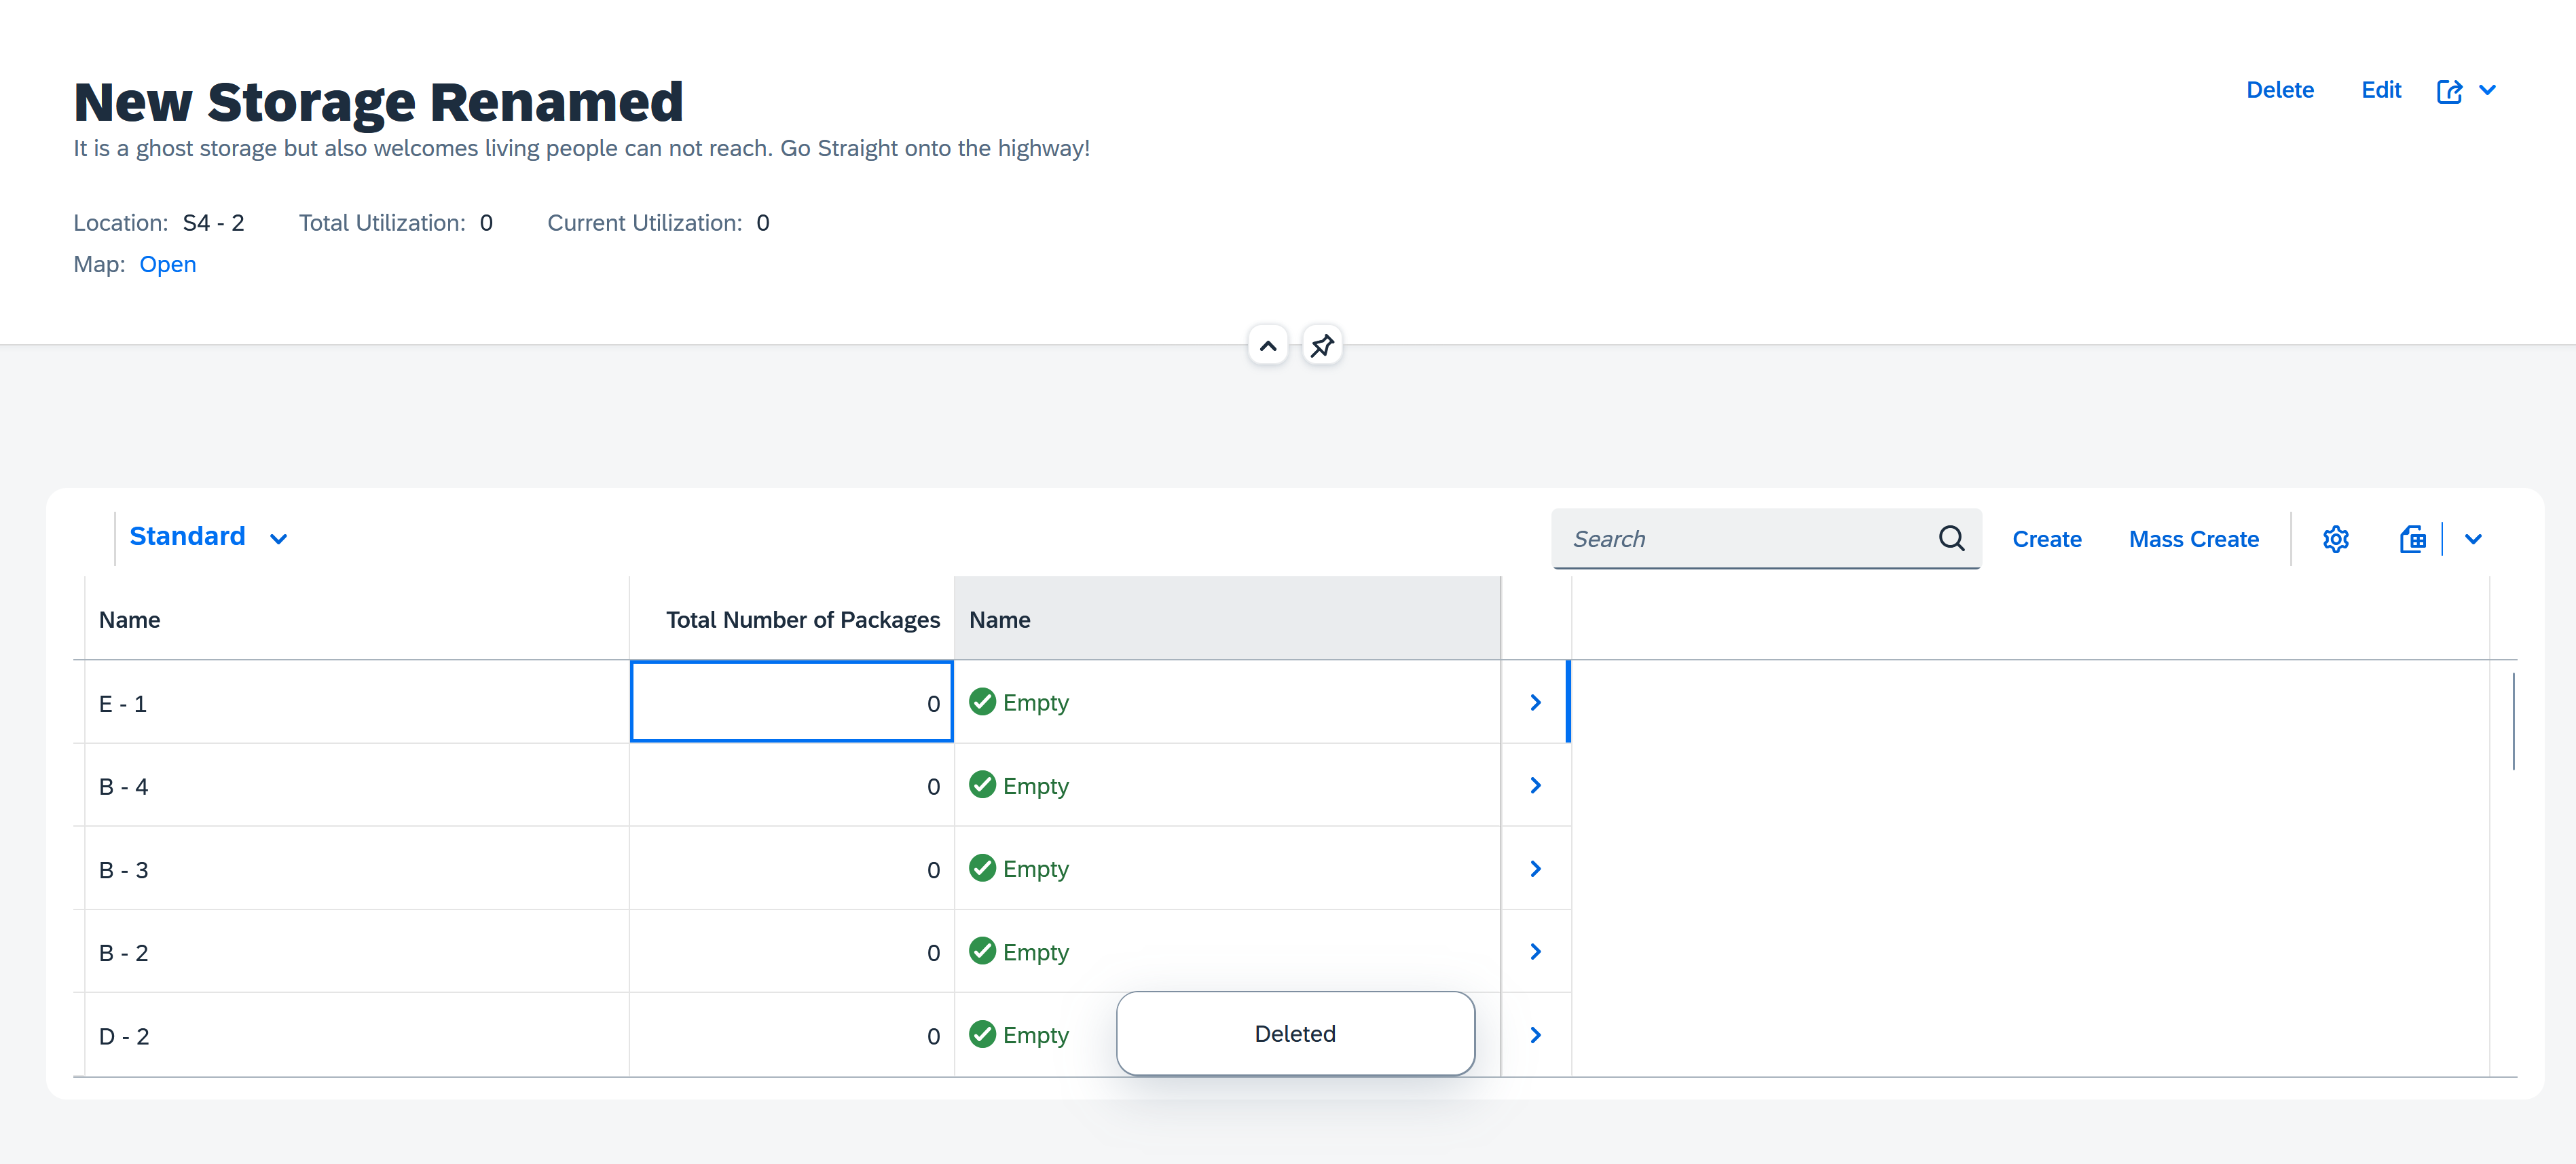 New Storage Renamed
Delete Edit
It is a ghost storage but also welcomes living people can not reach. Go Straight onto the highway!
Location: S4 - 2 Total Utilization: 0 Current Utilization: 0
Map: Open
Standard Search Create Mass Create
Name Total Number of Packages Name
E - 1 0 Empty
B - 4 0 Empty
B - 3 0 Empty
B - 2 0 Empty
D - 2 0 Empty
Deleted